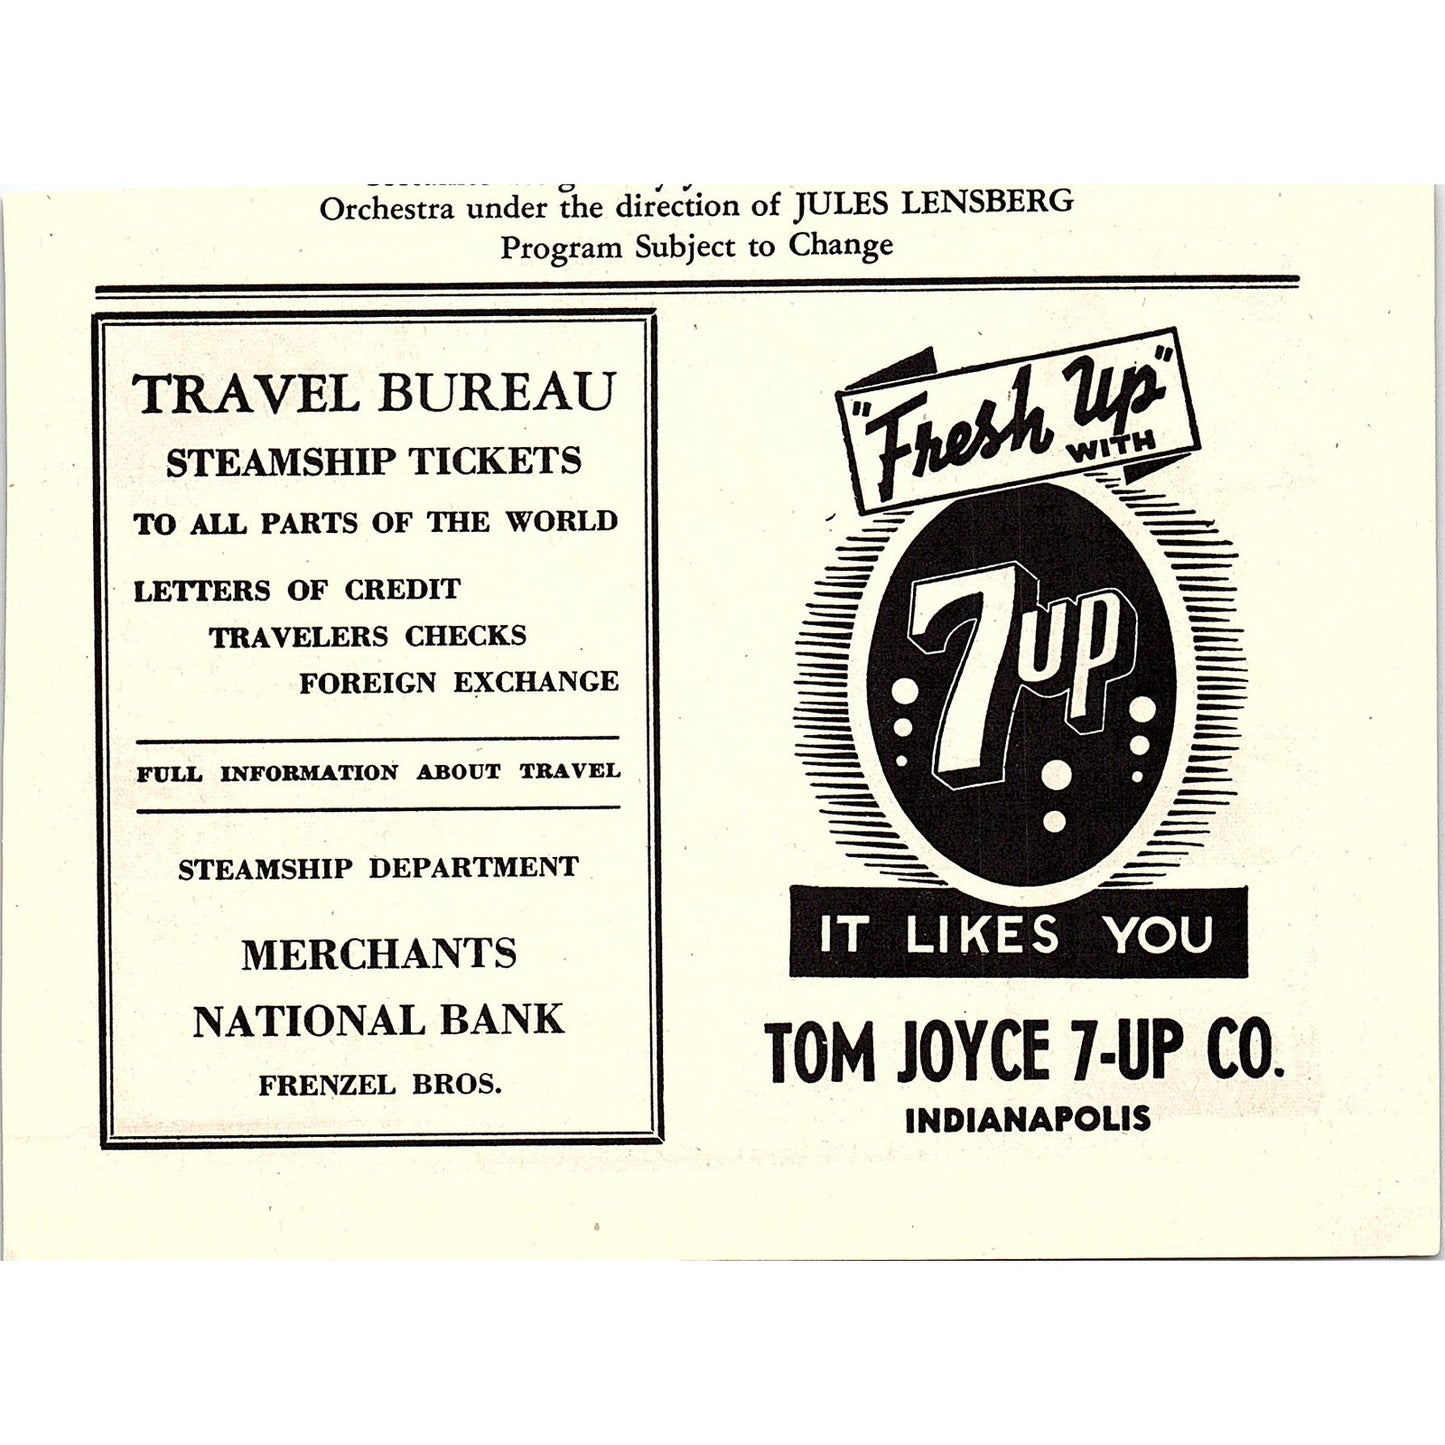 Orchestra under the direction of JULES LENSBERG
Program Subject to Change
TRAVEL BUREAU
STEAMSHIP TICKETS
TO ALL PARTS OF THE WORLD
LETTERS OF CREDIT
TRAVELERS CHECKS
FOREIGN EXCHANGE
FULL INFORMATION ABOUT TRAVEL
STEAMSHIP DEPARTMENT
MERCHANTS
NATIONAL BANK
FRENZEL BROS.
"Fresh Up"
WITH
7up
IT LIKES YOU
TOM JOYCE 7-UP CO.
INDIANAPOLIS